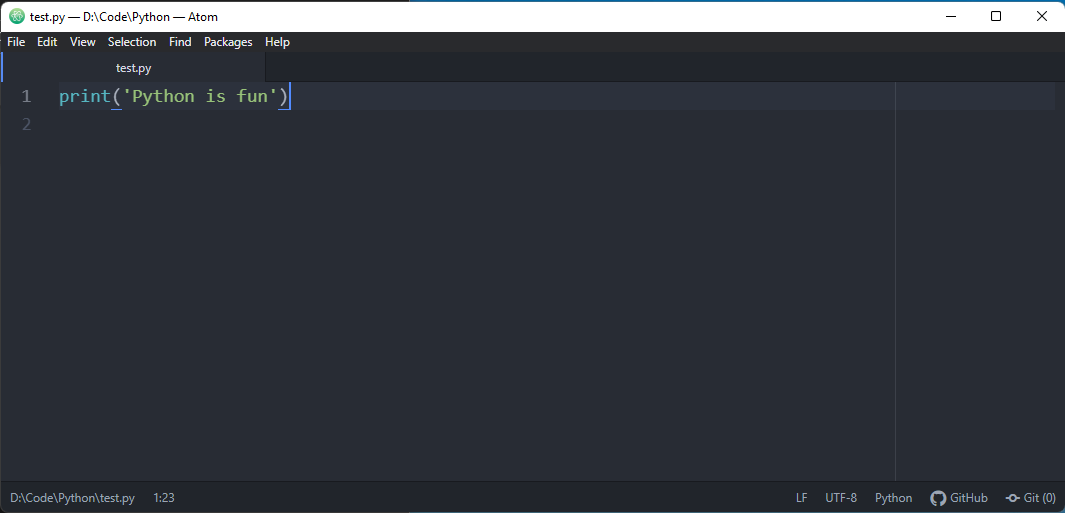 test.py — D:\Code\Python — Atom
File Edit View Selection Find Packages Help
test.py
1 print('Python is fun')
2
D:\Code\Python\test.py 1:23 LF UTF-8 Python GitHub Git (0)